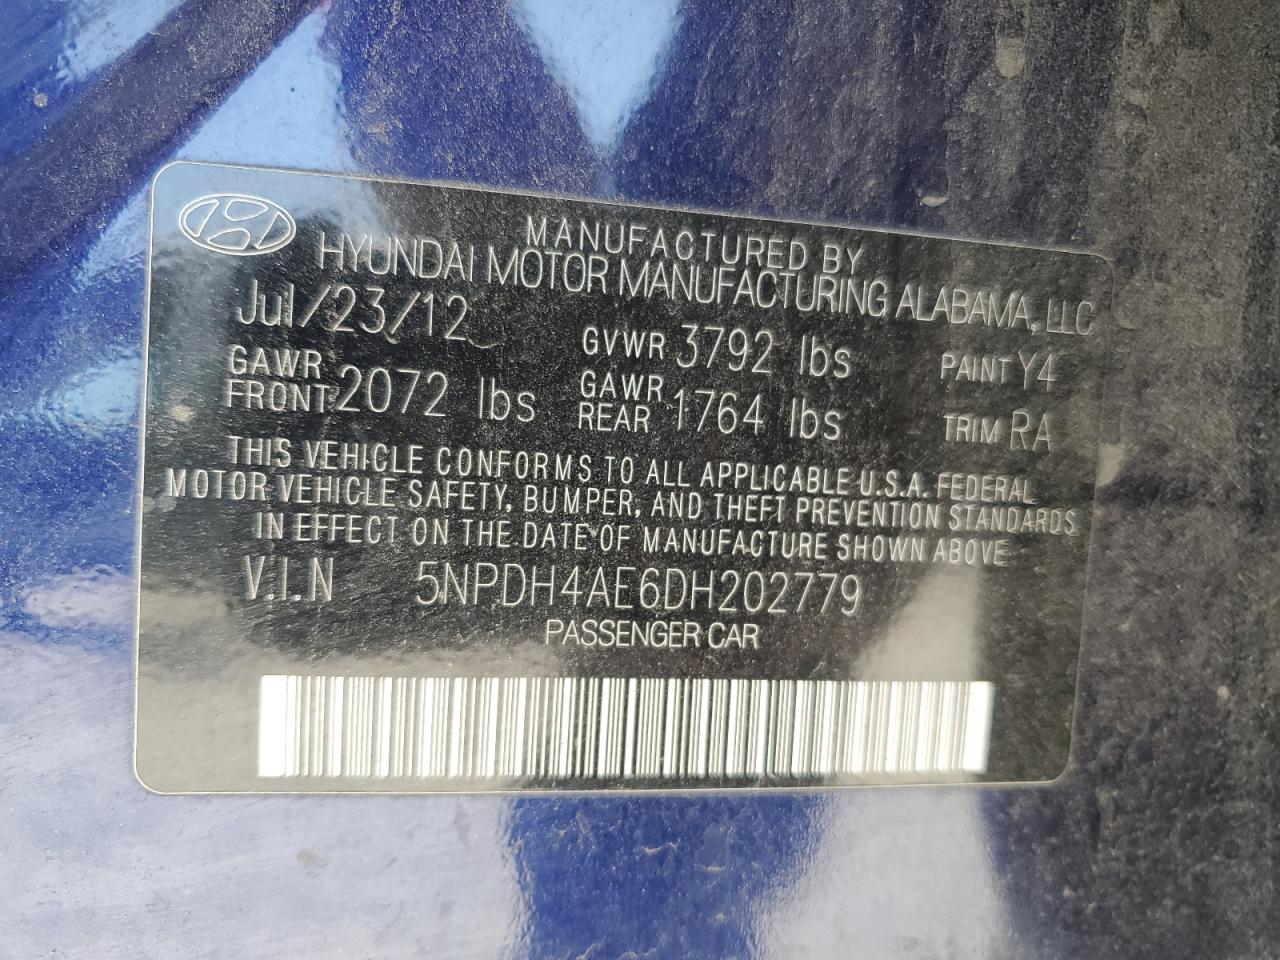 MANUFACTURED BY
HYUNDAI MOTOR MANUFACTURING ALABAMA, LLC
Jul/23/12
GVWR 3792 lbs
PAINT Y4
GAWR FRONT 2072 lbs
GAWR REAR 1764 lbs
TRIM RA
THIS VEHICLE CONFORMS TO ALL APPLICABLE U.S.A. FEDERAL
MOTOR VEHICLE SAFETY, BUMPER, AND THEFT PREVENTION STANDARDS
IN EFFECT ON THE DATE OF MANUFACTURE SHOWN ABOVE
V.I.N 5NPDH4AE6DH202779
PASSENGER CAR